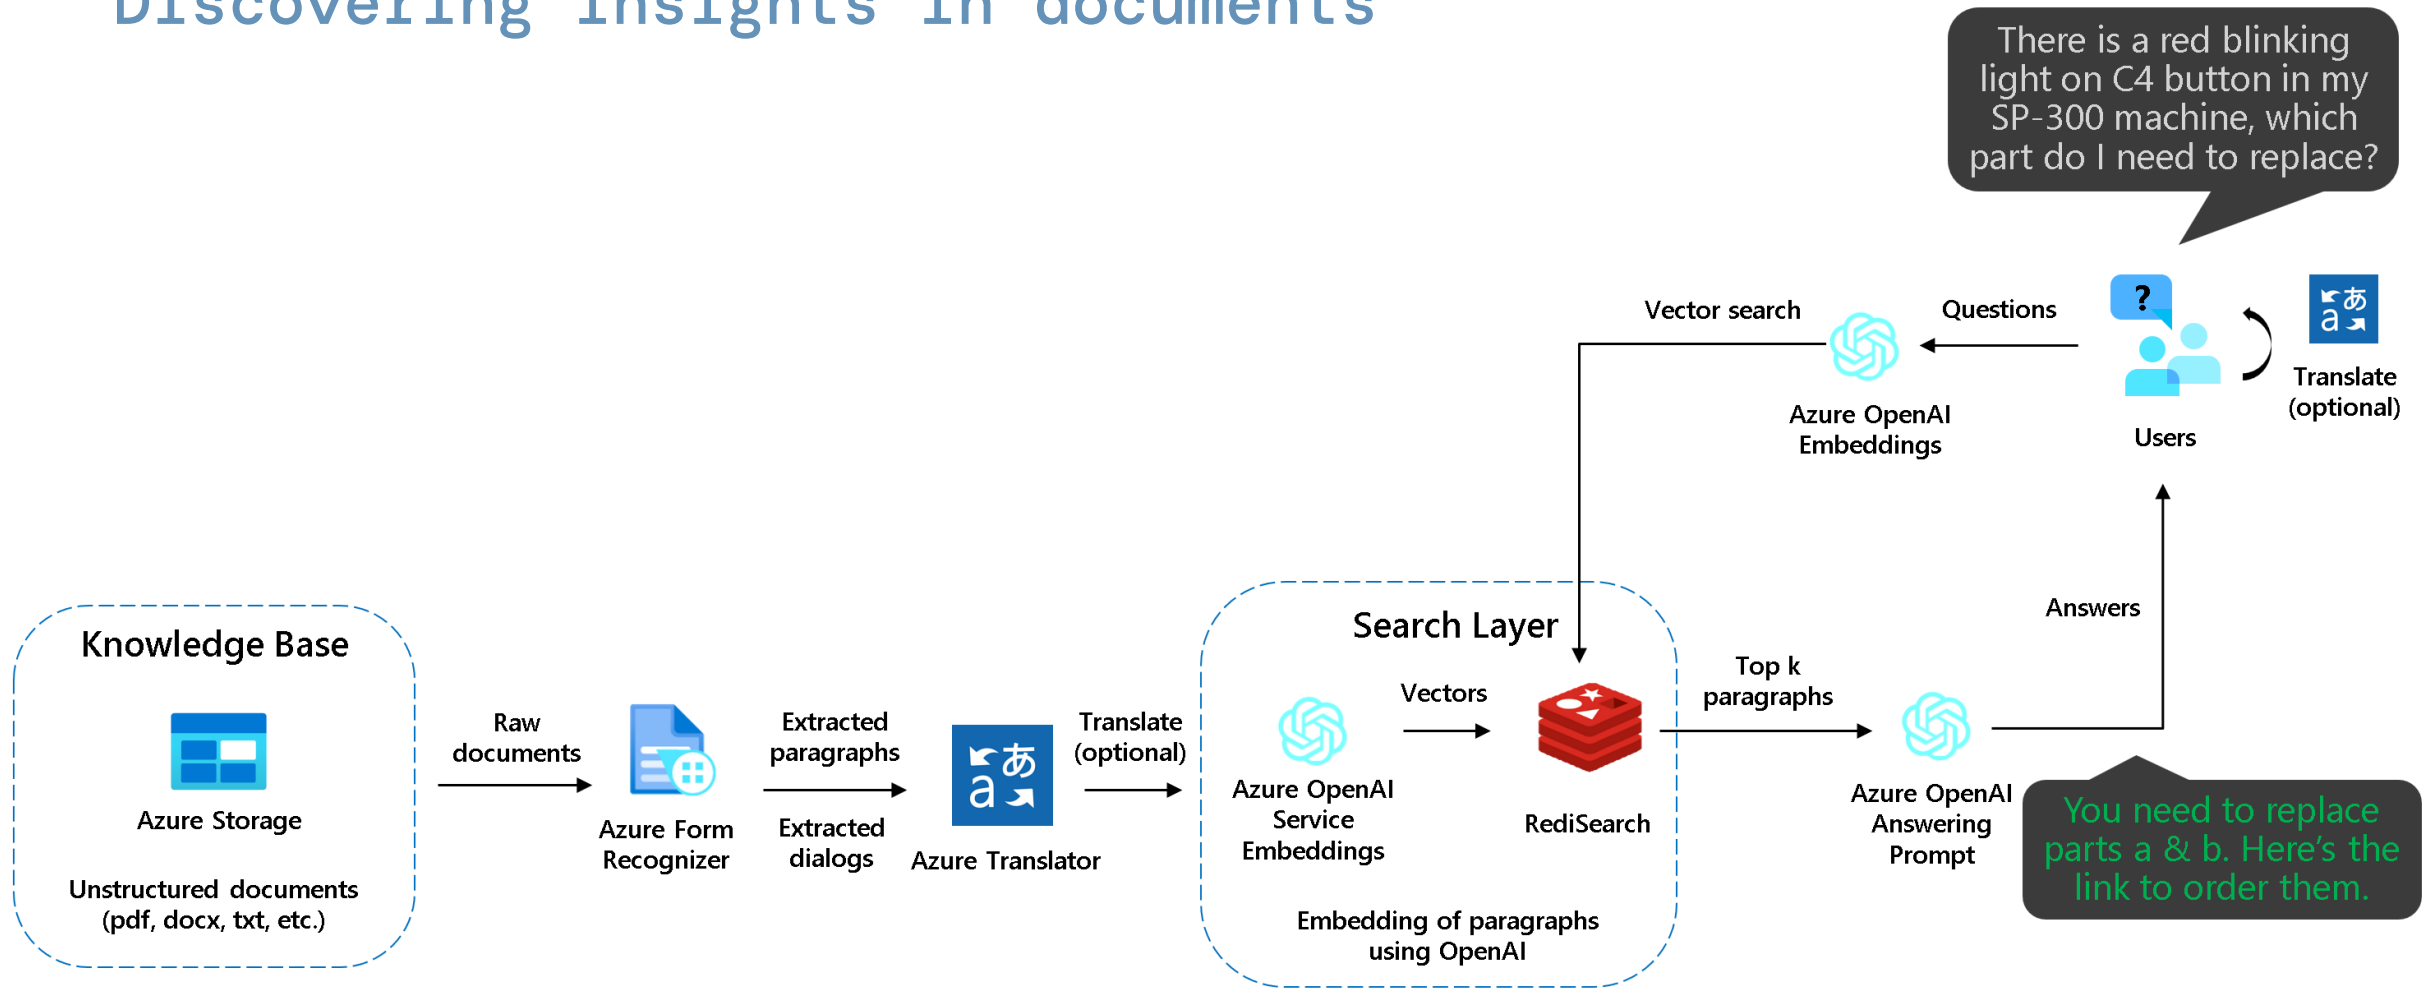 Discovering insights in documents
There is a red blinking
light on C4 button in my
SP-300 machine, which
part do I need to replace?
Vector search
Questions
?
あ
a
Translate
(optional)
Azure OpenAI
Embeddings
Users
Answers
Knowledge Base
Azure Storage
Unstructured documents
(pdf, docx, txt, etc.)
Raw
documents
Azure Form
Recognizer
Extracted
paragraphs
Extracted
dialogs
あ
a
Azure Translator
Translate
(optional)
Search Layer
Azure OpenAI
Service
Embeddings
Vectors
RediSearch
Embedding of paragraphs
using OpenAI
Top k
paragraphs
Azure OpenAI
Answering
Prompt
You need to replace
parts a & b. Here’s the
link to order them.